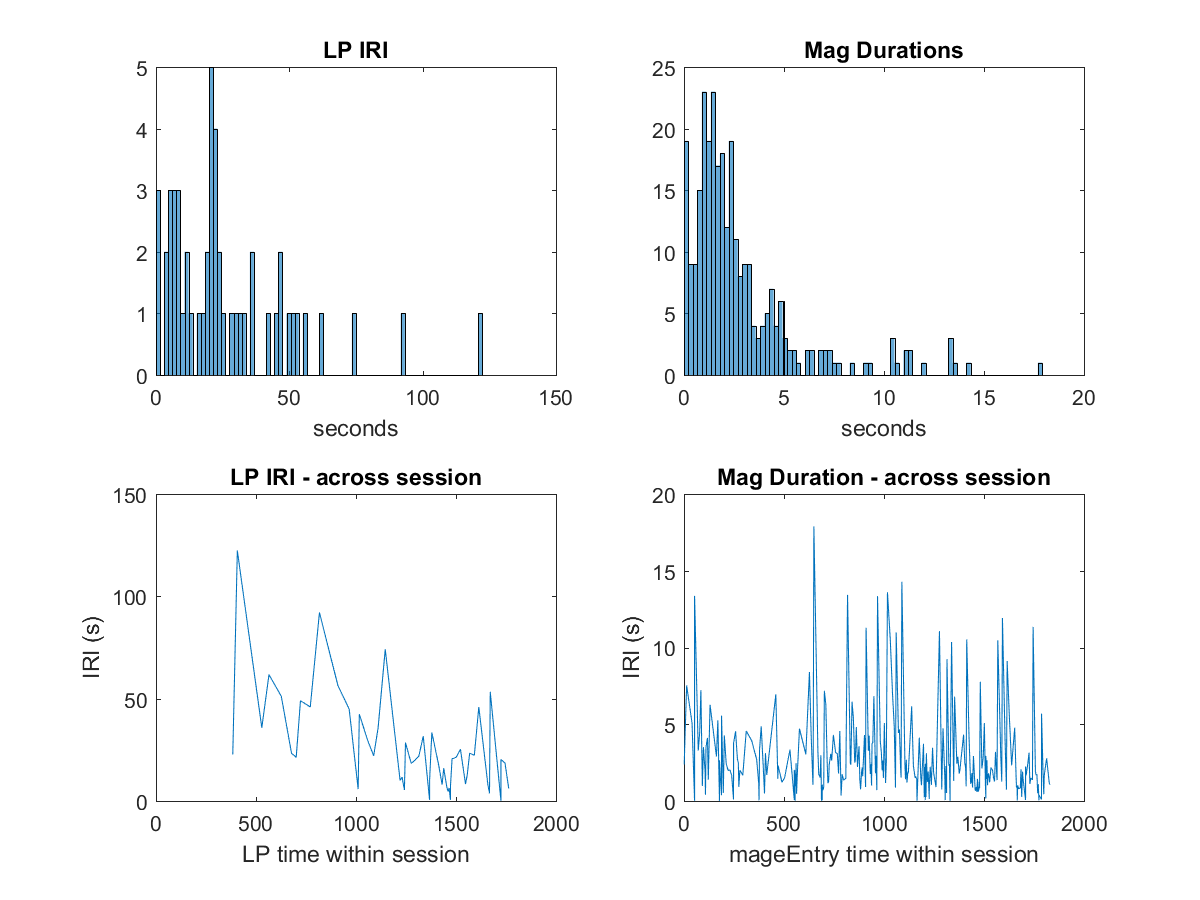 LP IRI
5
4
3
2
1
0
0 50 100 150
seconds
Mag Durations
25
20
15
10
5
0
0 5 10 15 20
seconds
LP IRI - across session
150
100
50
0
IRI (s)
0 500 1000 1500 2000
LP time within session
Mag Duration - across session
20
15
10
5
0
IRI (s)
0 500 1000 1500 2000
mageEntry time within session